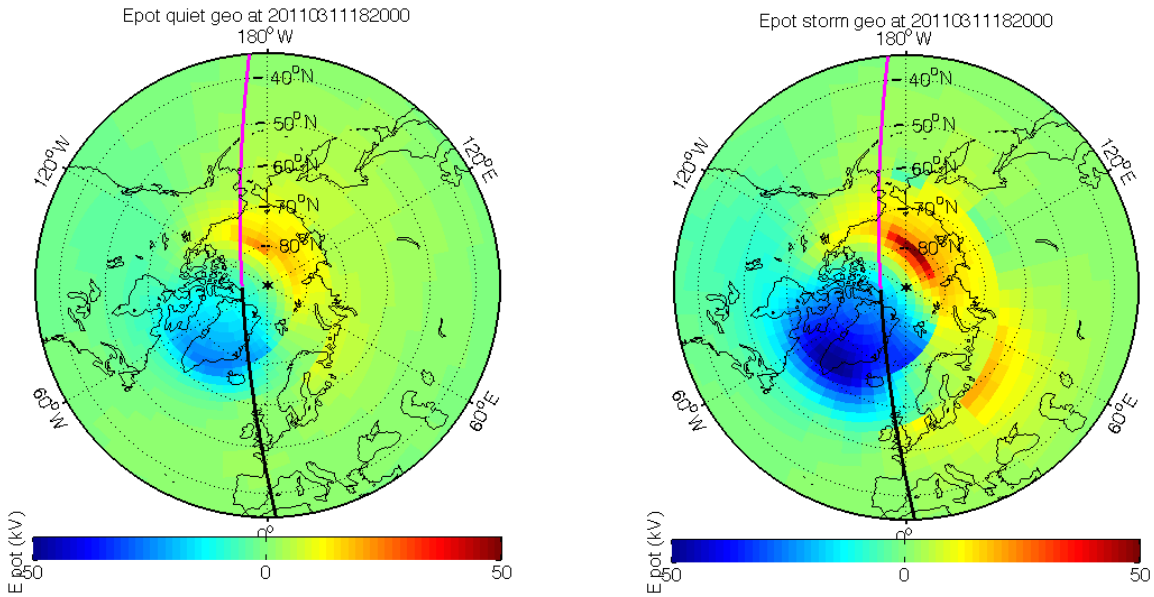 Epot quiet geo at 20110311182000
180° W
40° N
50° N
60° N
70° N
80° N
120° W
120° E
60° W
60° E
0°
E pot (kV)
-50
0
50
Epot storm geo at 20110311182000
180° W
40° N
50° N
60° N
70° N
80° N
120° W
120° E
60° W
60° E
0°
E pot (kV)
-50
0
50